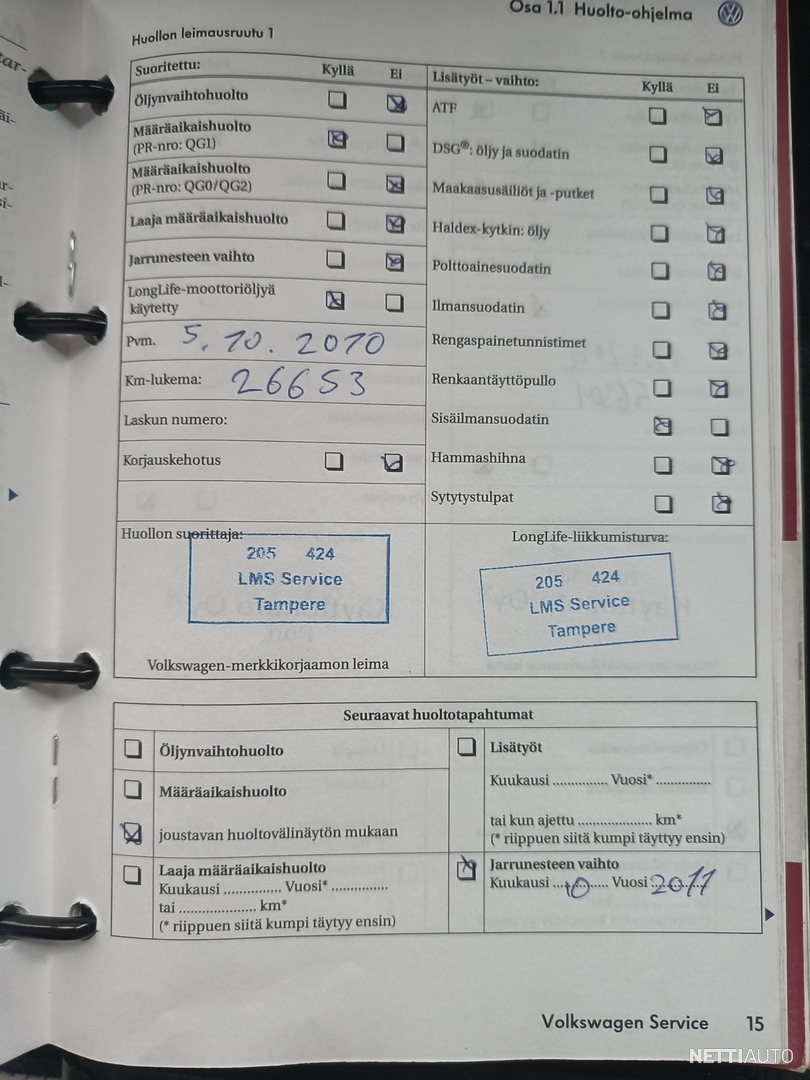 Osa 1.1 Huolto-ohjelma
Huollon leimausruutu 1
Suoritettu: Kyllä Ei
Öljynvaihtohuolto
Määräaikaishuolto
(PR-nro: QG1)
Määräaikaishuolto
(PR-nro: QG0/QG2)
Laaja määräaikaishuolto
Jarrunesteen vaihto
LongLife-moottoriöljyä
käytetty
Pvm. 5. 10. 2010
Km-lukema: 26653
Laskun numero:
Korjauskehotus
Lisätyöt – vaihto: Kyllä Ei
ATF
DSG®: öljy ja suodatin
Maakaasusäiliöt ja -putket
Haldex-kytkin: öljy
Polttoainesuodatin
Ilmansuodatin
Rengaspainetunnistimet
Renkaantäyttöpullo
Sisäilmansuodatin
Hammashihna
Sytytystulpat
Huollon suorittaja:
205 424
LMS Service
Tampere
Volkswagen-merkkikorjaamon leima
LongLife-liikkumisturva:
205 424
LMS Service
Tampere
Seuraavat huoltotapahtumat
Öljynvaihtohuolto
Määräaikaishuolto
joustavan huoltovälinäytön mukaan
Laaja määräaikaishuolto
Kuukausi ............... Vuosi* ...............
tai ..................... km*
(* riippuen siitä kumpi täytyy ensin)
Lisätyöt
Kuukausi ............... Vuosi* ...............
tai kun ajettu .................... km*
(* riippuen siitä kumpi täyttyy ensin)
Jarrunesteen vaihto
Kuukausi ....10..... Vuosi 2011
Volkswagen Service 15
NETTIAUTO